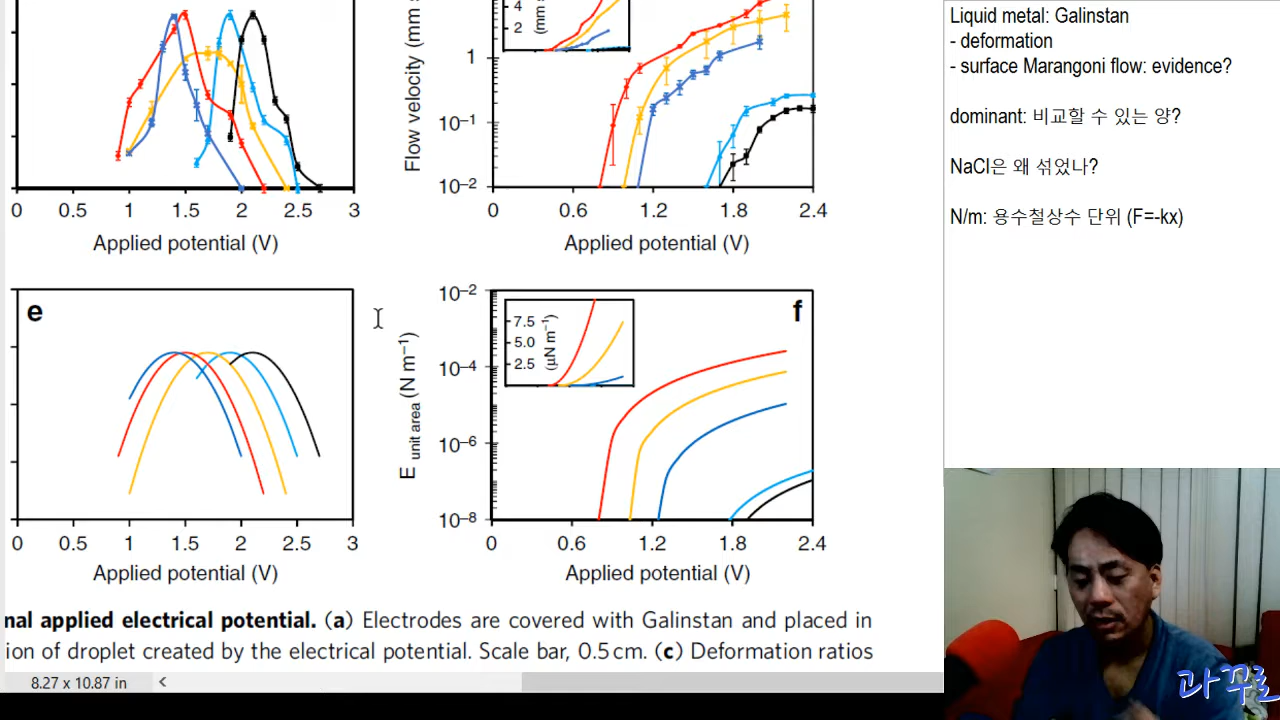 0 0.5 1 1.5 2 2.5 3
Applied potential (V)
Flow velocity (mm s
4
2
(mm s
1
10⁻¹
10⁻²
0 0.6 1.2 1.8 2.4
Applied potential (V)
e
0 0.5 1 1.5 2 2.5 3
Applied potential (V)
f
E unit area (N m⁻¹)
10⁻²
10⁻⁴
10⁻⁶
10⁻⁸
7.5
5.0
2.5
(µN m⁻¹)
0 0.6 1.2 1.8 2.4
Applied potential (V)
nal applied electrical potential. (a) Electrodes are covered with Galinstan and placed in
ion of droplet created by the electrical potential. Scale bar, 0.5 cm. (c) Deformation ratios
8.27 x 10.87 in
Liquid metal: Galinstan
- deformation
- surface Marangoni flow: evidence?
dominant: 비교할 수 있는 양?
NaCl은 왜 섞었나?
N/m: 용수철상수 단위 (F=-kx)
과꾸로